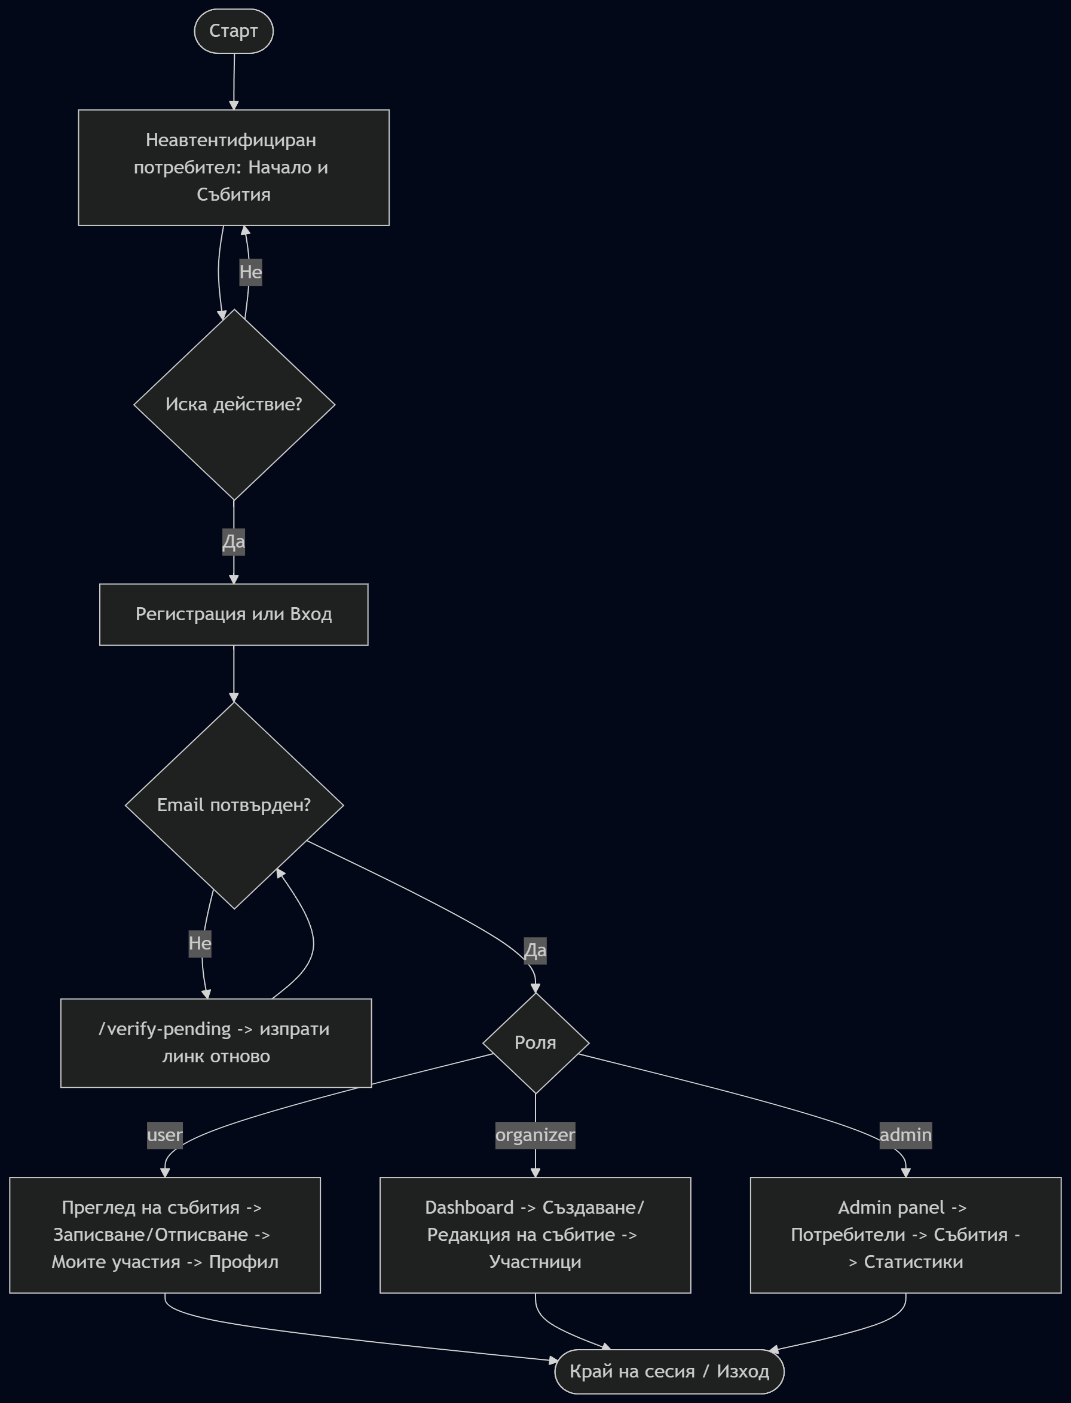 Старт
Неавтентифициран
потребител: Начало и
Събития
Не
Иска действие?
Да
Регистрация или Вход
Email потвърден?
Не
Да
/verify-pending -> изпрати
линк отново
Роля
user
organizer
admin
Преглед на събития ->
Записване/Отписване ->
Моите участия -> Профил
Dashboard -> Създаване/
Редакция на събитие ->
Участници
Admin panel ->
Потребители -> Събития -
> Статистики
Край на сесия / Изход